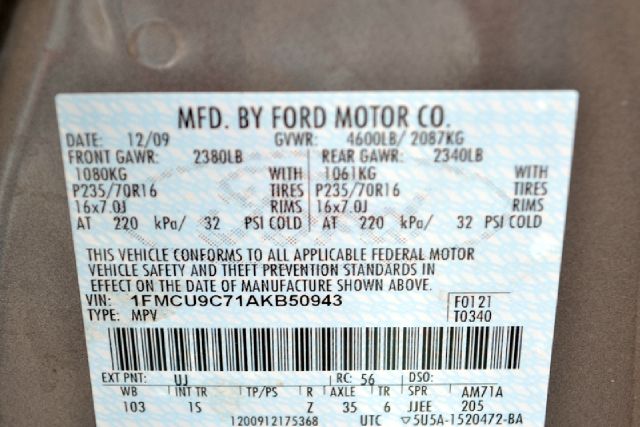 MFD. BY FORD MOTOR CO.
DATE: 12/09 GVWR: 4600LB/ 2087KG
FRONT GAWR: 2380LB REAR GAWR: 2340LB
1080KG WITH 1061KG WITH
P235/70R16 TIRES P235/70R16 TIRES
16x7.0J RIMS 16x7.0J RIMS
AT 220 kPa/ 32 PSI COLD AT 220 kPa/ 32 PSI COLD
THIS VEHICLE CONFORMS TO ALL APPLICABLE FEDERAL MOTOR
VEHICLE SAFETY AND THEFT PREVENTION STANDARDS IN
EFFECT ON THE DATE OF MANUFACTURE SHOWN ABOVE.
VIN: 1FMCU9C71AKB50943 F0121
TYPE: MPV T0340
EXT PNT: UJ RC: 56 DSO:
WB INT TR TP/PS R AXLE TR SPR AM71A
103 1S Z 35 6 JJEE 205
1200912175368 UTC ▽5U5A-1520472-BA